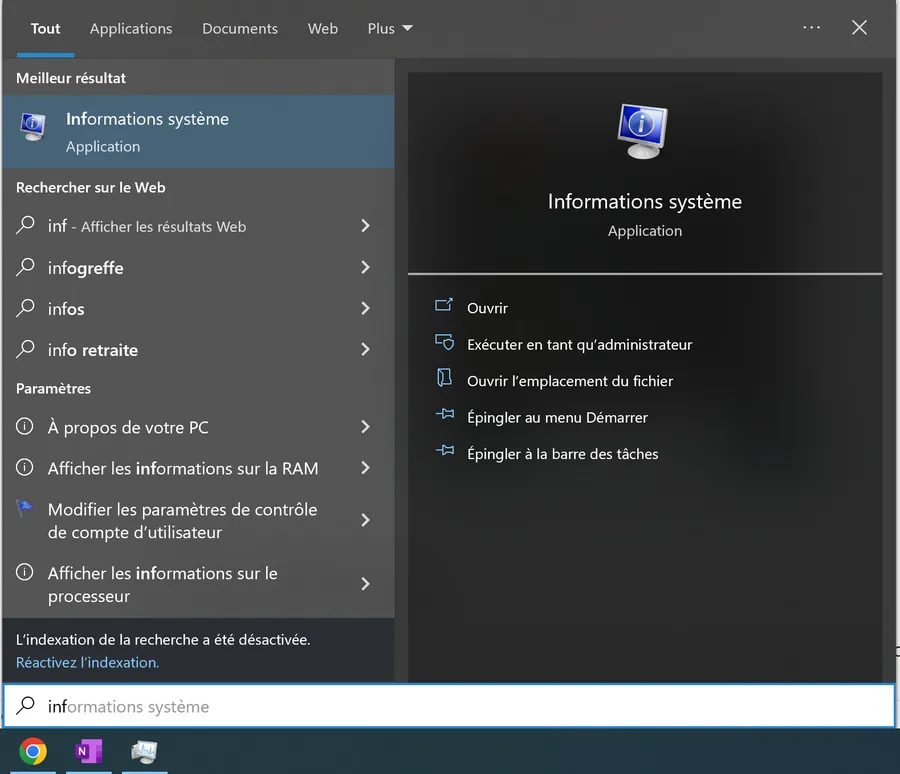 Tout Applications Documents Web Plus
Meilleur résultat
Informations système
Application
Rechercher sur le Web
inf - Afficher les résultats Web
infogreffe
infos
info retraite
Paramètres
À propos de votre PC
Afficher les informations sur la RAM
Modifier les paramètres de contrôle
de compte d'utilisateur
Afficher les informations sur le
processeur
L'indexation de la recherche a été désactivée.
Réactivez l'indexation.
Informations système
Application
Ouvrir
Exécuter en tant qu'administrateur
Ouvrir l'emplacement du fichier
Épingler au menu Démarrer
Épingler à la barre des tâches
informations système
N